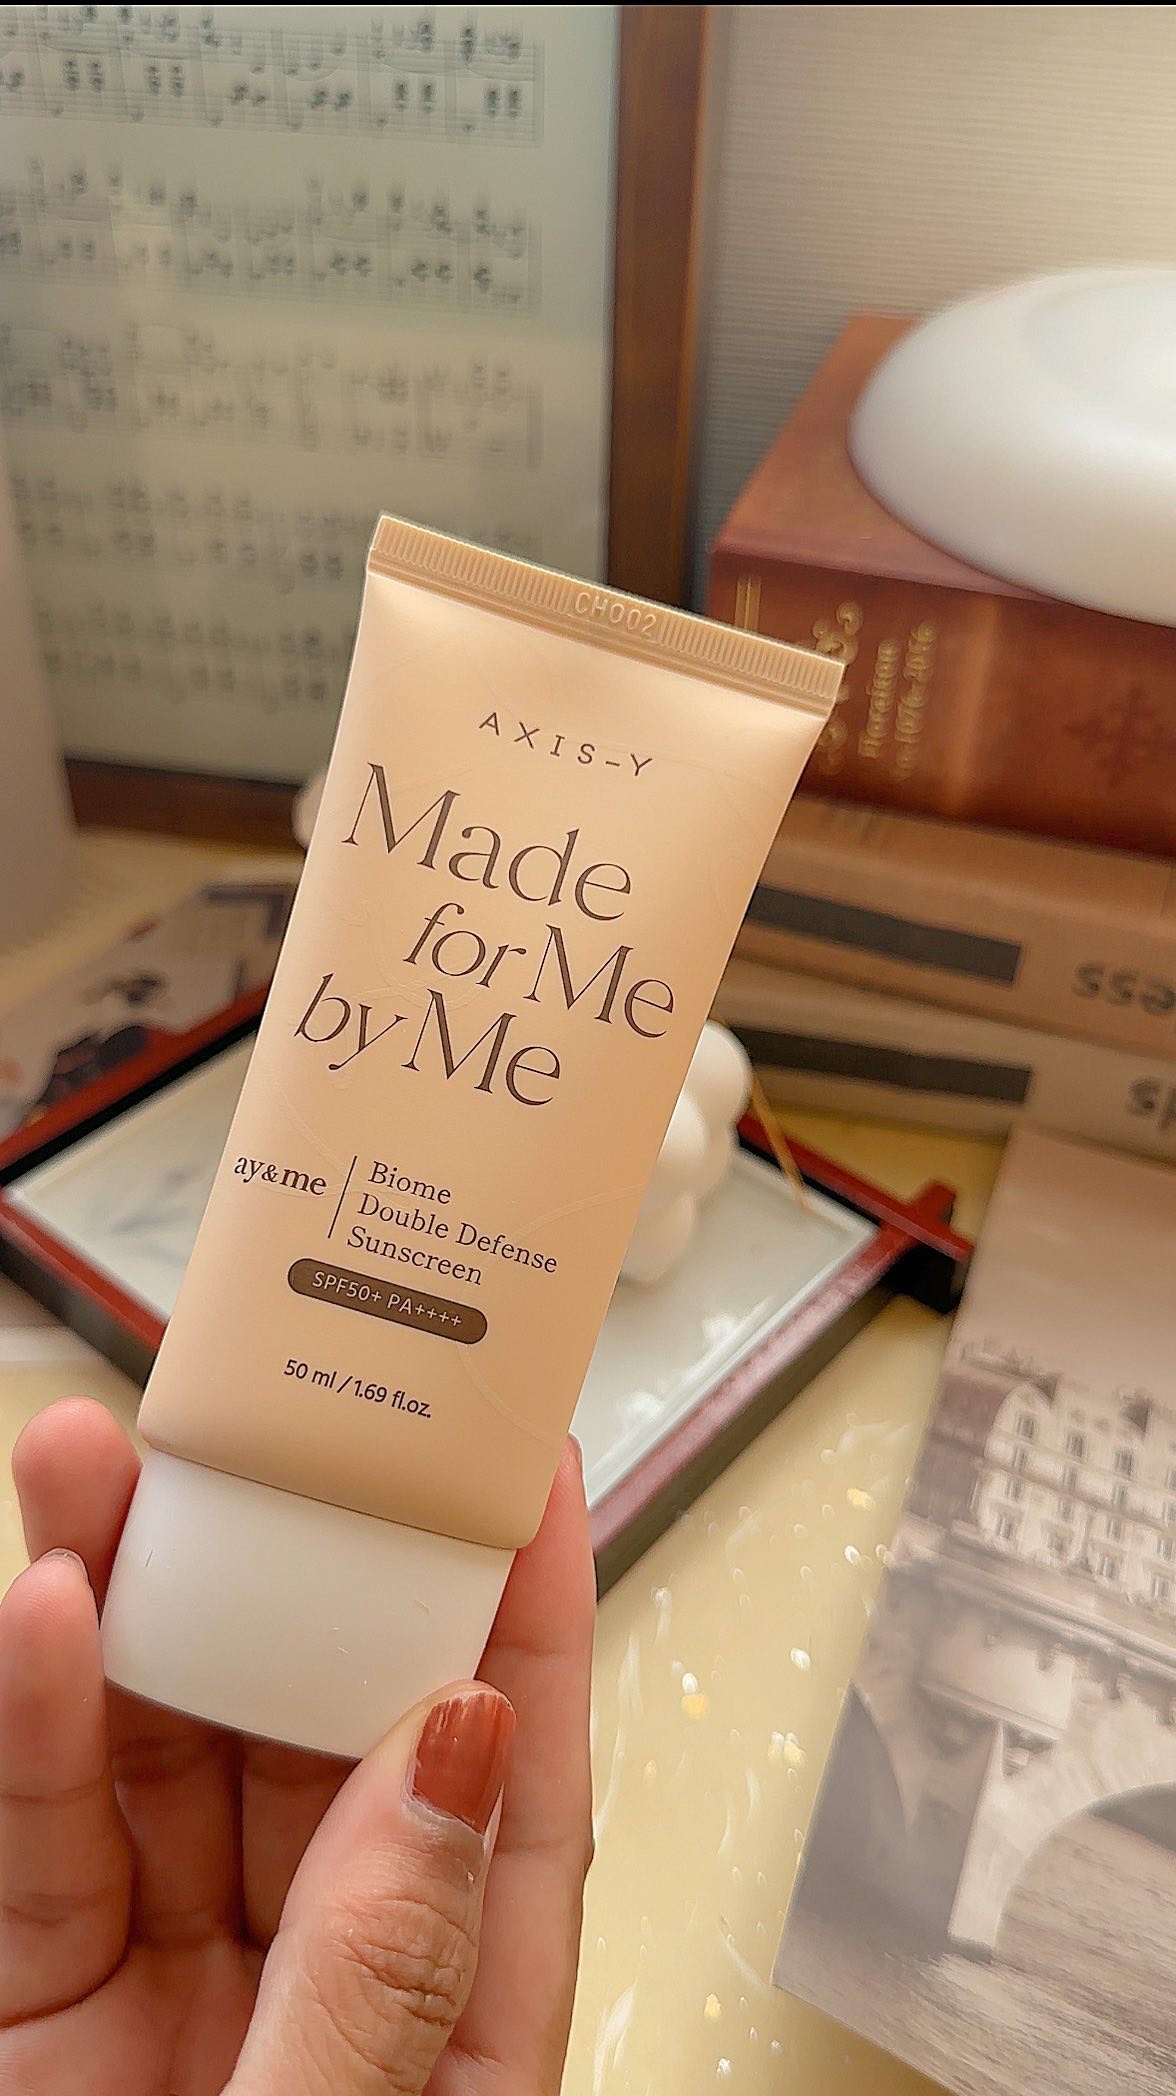 CH002
AXIS-Y
Made
for Me
by Me
ay&me
Biome
Double Defense
Sunscreen
SPF50+ PA++++
50 ml / 1.69 fl.oz.